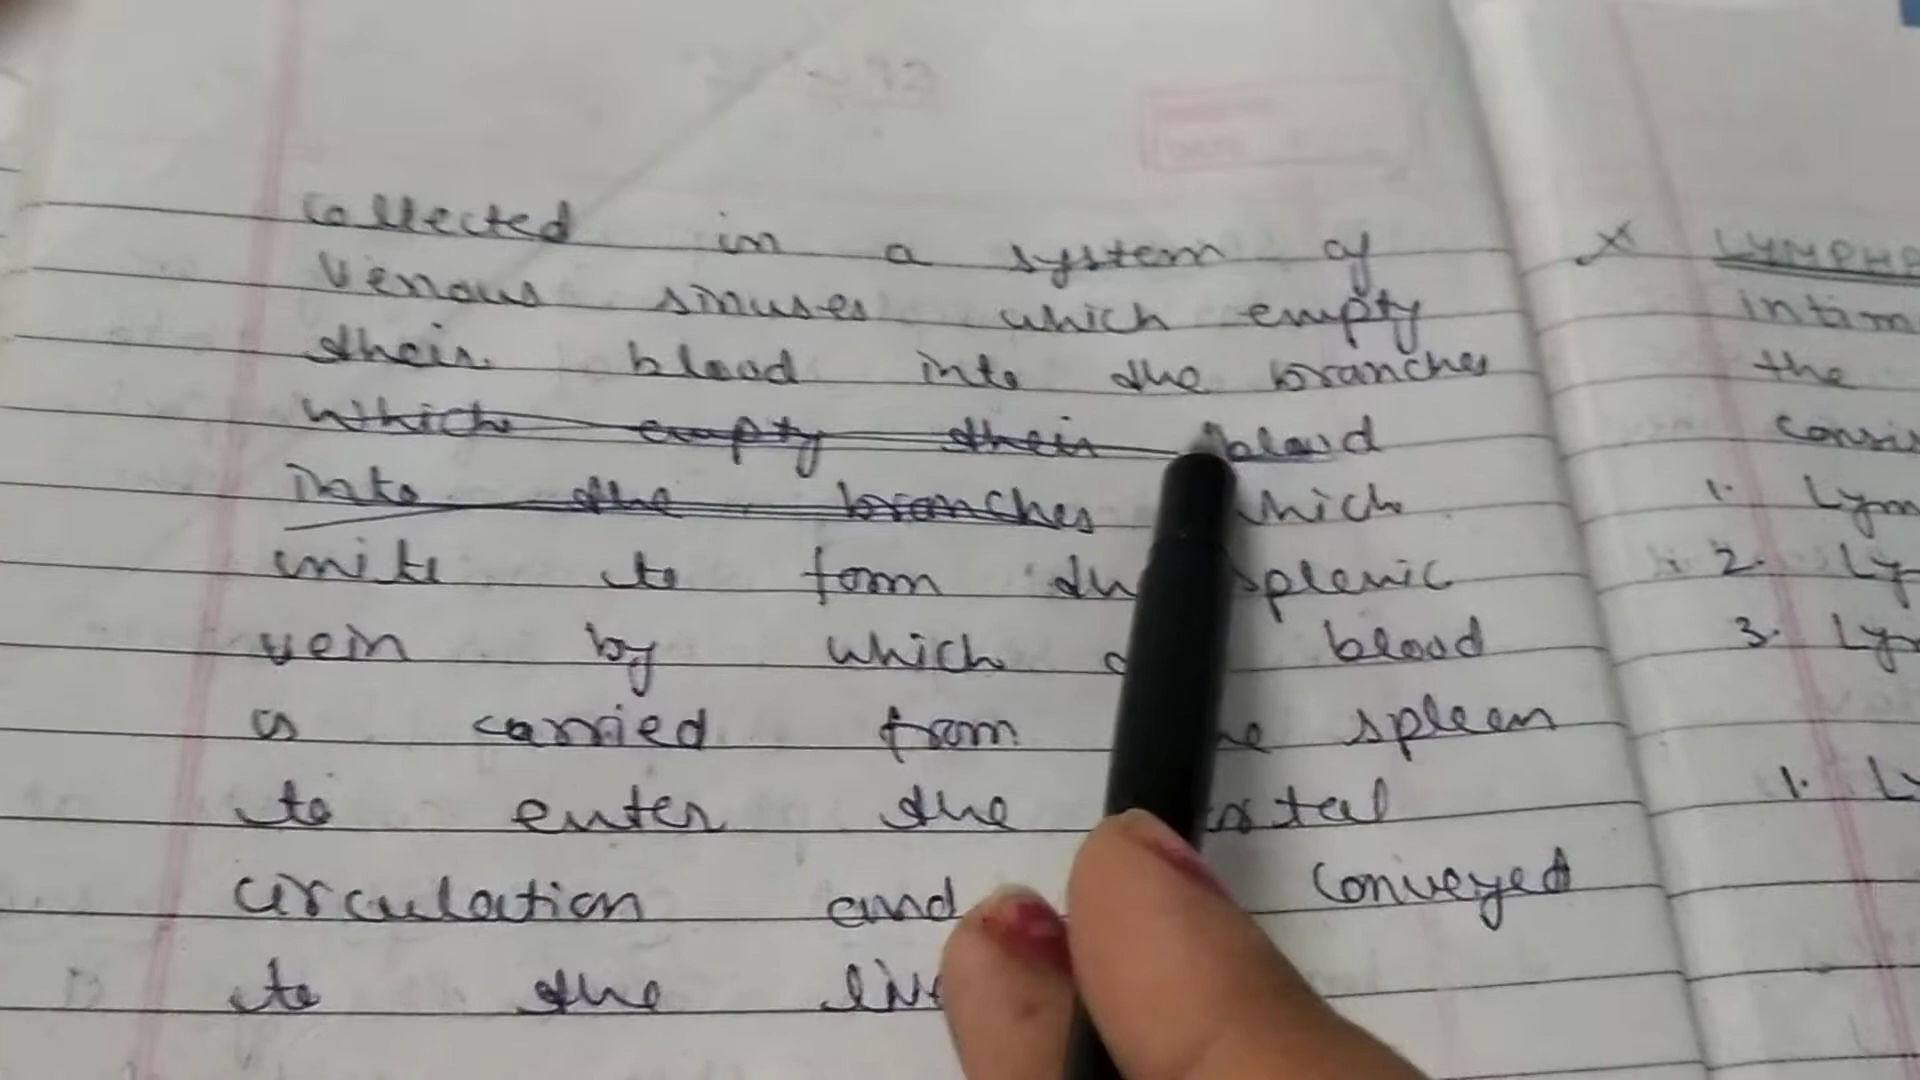 collected in a system of
Venous sinuses which empty
their blood into the branches
which empty their blood
into the branches which
unite to form the splenic
vein by which blood
is carried from the spleen
to enter the portal
circulation and conveyed
to the
X LYMPH
intim
the
consis
1. Lym
2. Ly
3. Lym
1. Ly